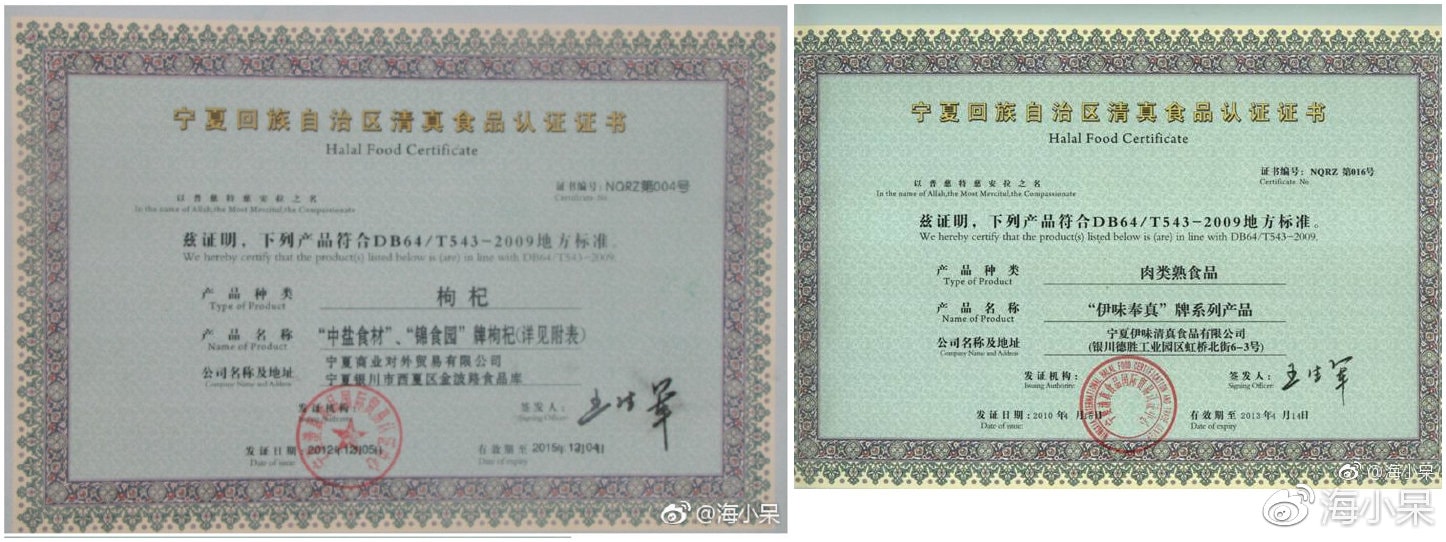 宁夏回族自治区清真食品认证证书
Halal Food Certificate
证书编号: NQRZ 第004号
Certificate No
以普慈特慈安拉之名
In the name of Allah,the Most Merciful,the Compassionate
兹证明，下列产品符合DB64/T543-2009地方标准。
We hereby certify that the product(s) listed below is (are) in line with DB64/T543-2009.
产品种类 枸杞
Type of Product
产品名称 “中盐食材”、“锦食园”牌枸杞(详见附表)
Name of Product
宁夏商业对外贸易有限公司
公司名称及地址
Company Name and Address
宁夏银川市西夏区金波路食品库
发证机构: 签发人:
Signing Officer:
发证日期: 2012年12月05日 有效期至 2015年12月04日
Date of issue Date of expiry
@海小呆
宁夏回族自治区清真食品认证证书
Halal Food Certificate
证书编号: NQRZ 第016号
Certificate No
以普慈特慈安拉之名
In the name of Allah,the Most Merciful,the Compassionate
兹证明，下列产品符合DB64/T543-2009地方标准。
We hereby certify that the product(s) listed below is (are) in line with DB64/T543-2009.
产品种类 肉类熟食品
Type of Product
产品名称 “伊味奉真”牌系列产品
Name of Product
宁夏伊味清真食品有限公司
公司名称及地址 (银川德胜工业园区虹桥北街6-3号)
Company Name and Address
发证机构: 签发人:
Issuing Authority: Signing Officer:
发证日期: 2010年4月15日 有效期至 2013年4月14日
Date of issue: Date of expiry
@海小呆
海小呆